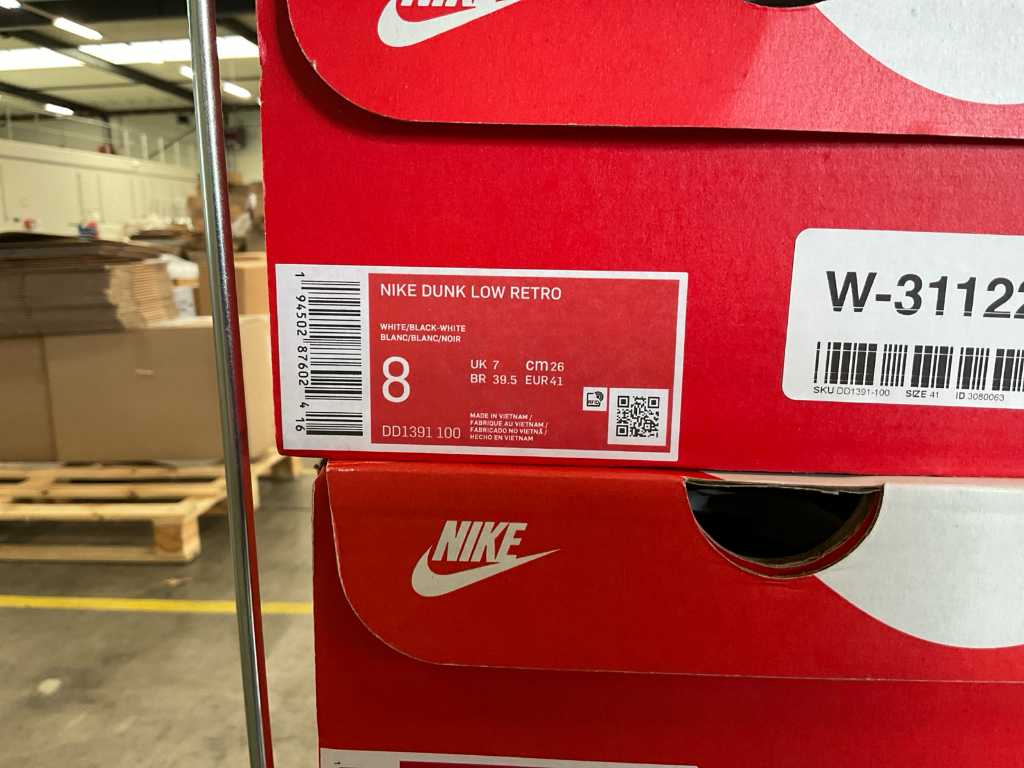 NIKE
1 94502 87602 4 16
NIKE DUNK LOW RETRO
WHITE/BLACK-WHITE
BLANC/BLANC/NOIR
8
UK 7 cm 26
BR 39.5 EUR 41
DD1391 100
MADE IN VIETNAM /
FABRIQUE AU VIETNAM /
FABRICADO NO VIETNÃ /
HECHO EN VIETNAM
W-31122
SKU DD1391-100 SIZE 41 ID 3080063
NIKE